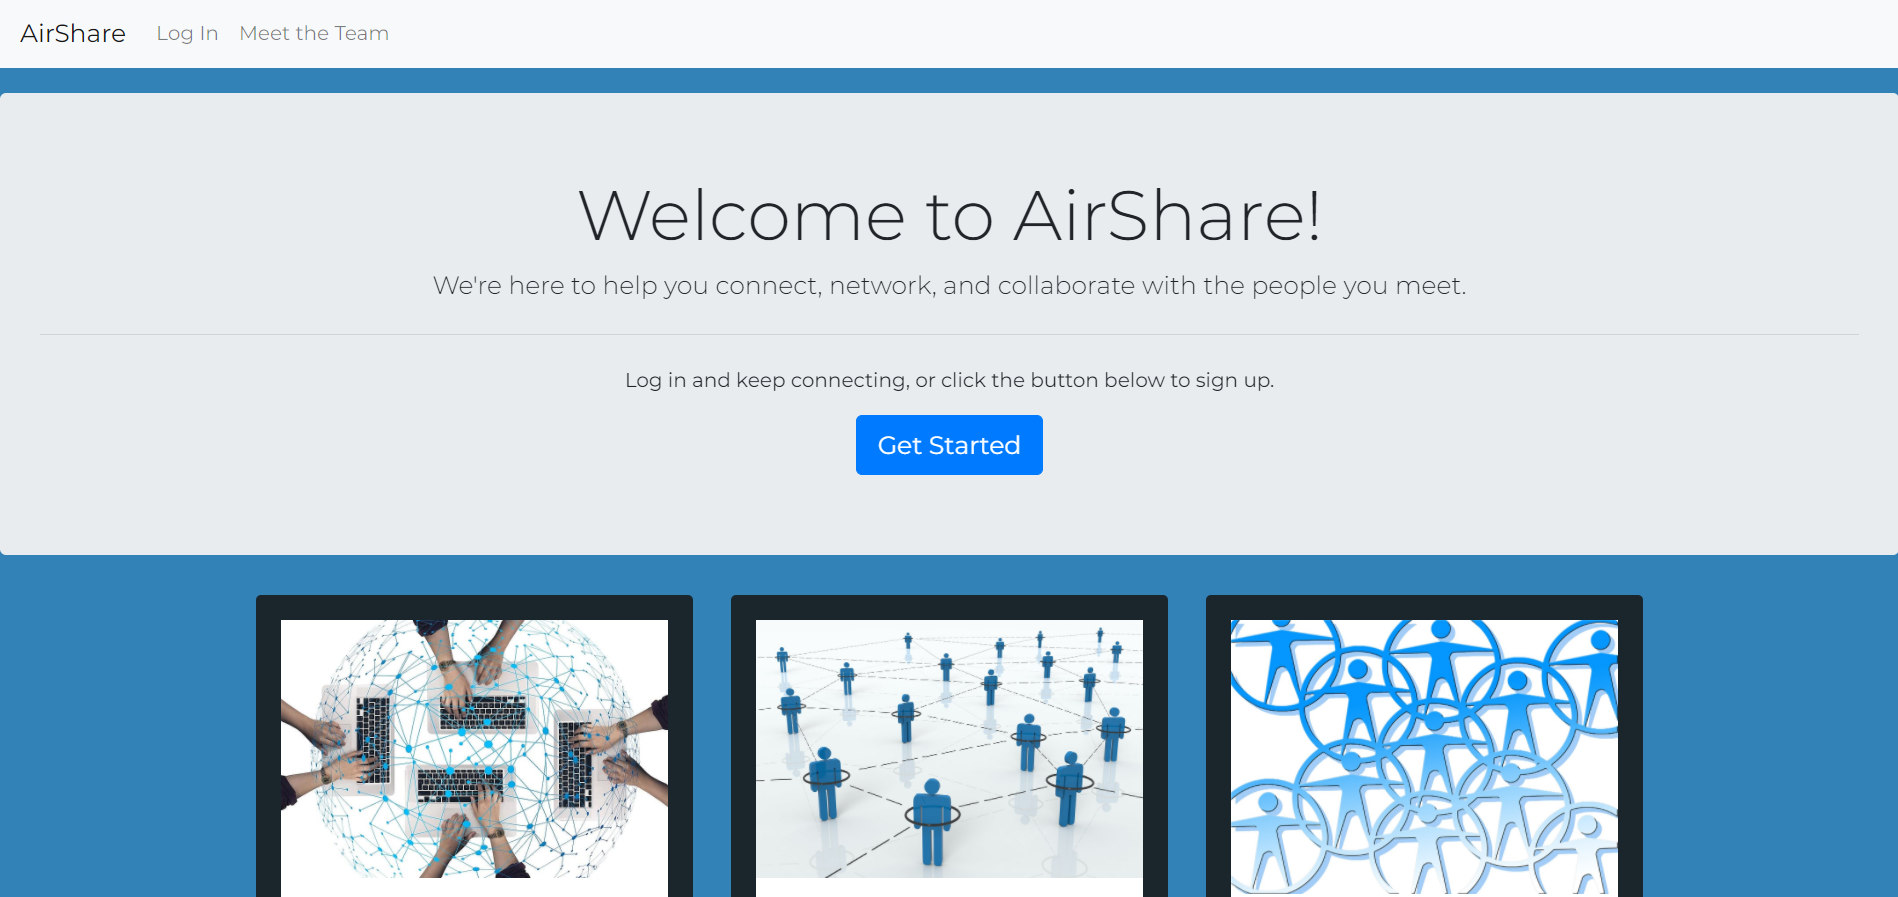 AirShare
Log In
Meet the Team
Welcome to AirShare!
We're here to help you connect, network, and collaborate with the people you meet.
Log in and keep connecting, or click the button below to sign up.
Get Started